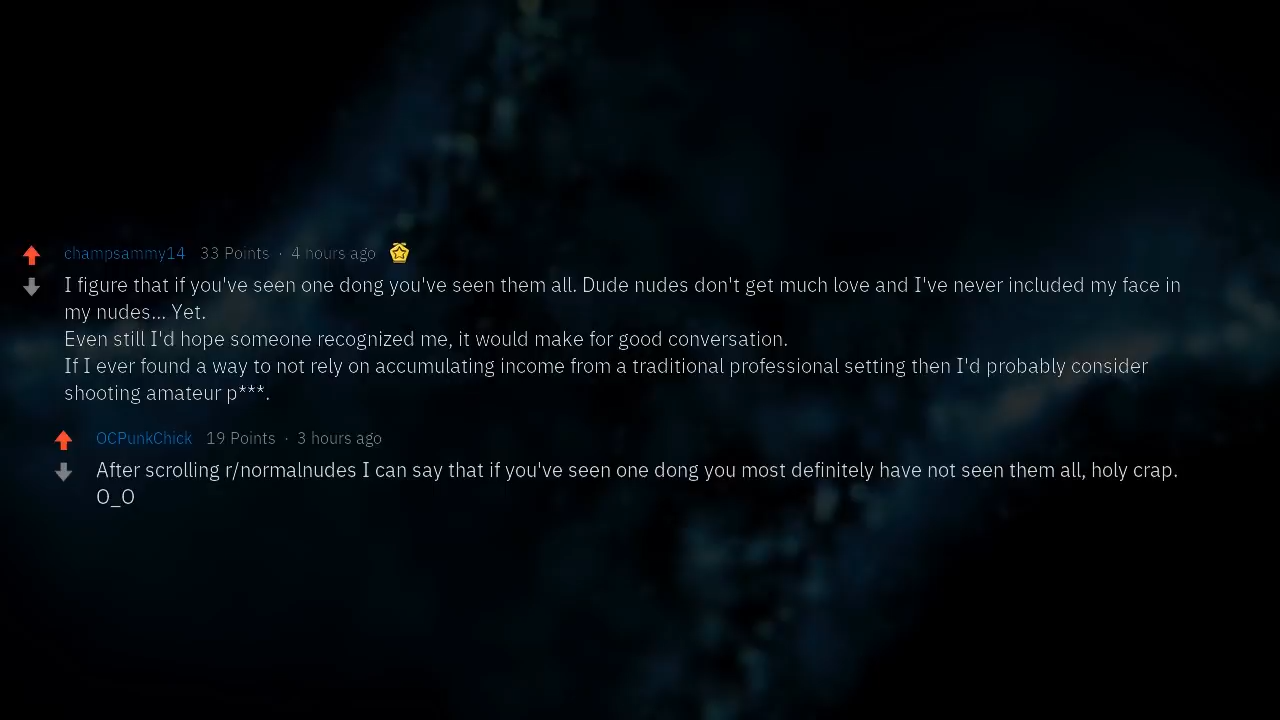 champsammy14 33 Points · 4 hours ago
I figure that if you've seen one dong you've seen them all. Dude nudes don't get much love and I've never included my face in
my nudes... Yet.
Even still I'd hope someone recognized me, it would make for good conversation.
If I ever found a way to not rely on accumulating income from a traditional professional setting then I'd probably consider
shooting amateur p***.
OCPunkChick 19 Points · 3 hours ago
After scrolling r/normalnudes I can say that if you've seen one dong you most definitely have not seen them all, holy crap.
O_O